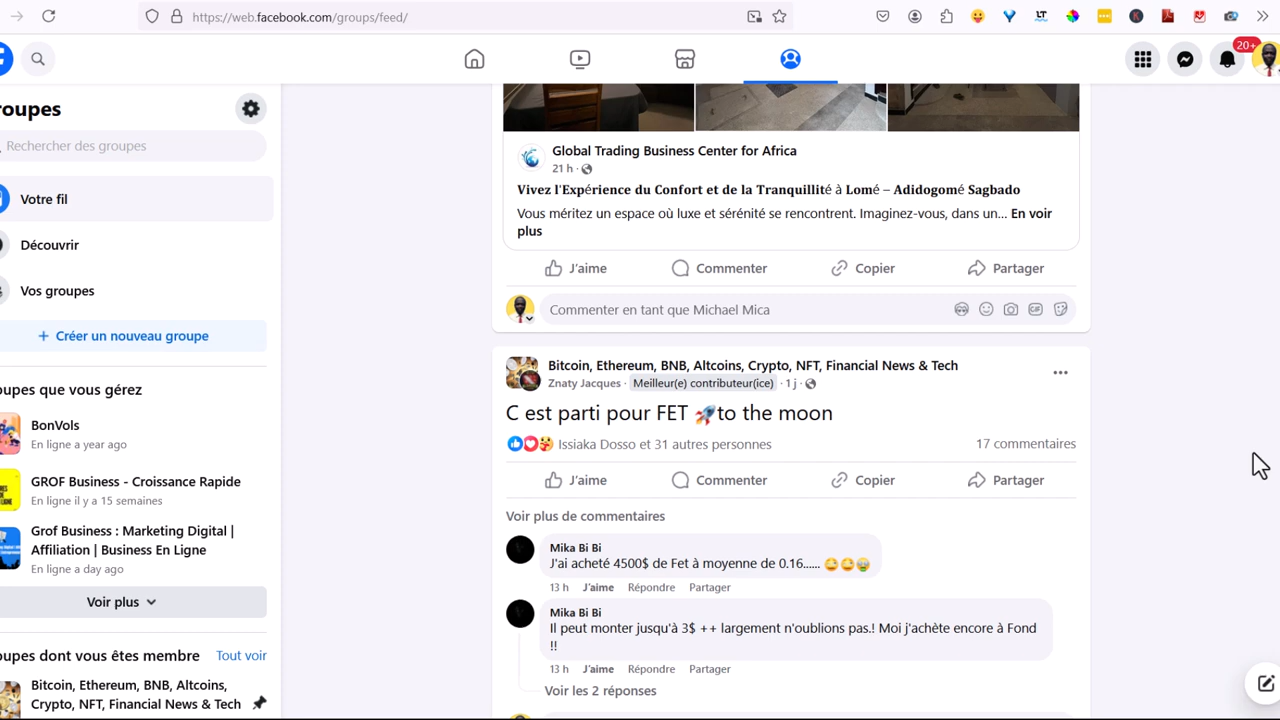 https://web.facebook.com/groups/feed/
20+
roupes
Rechercher des groupes
Votre fil
Découvrir
Vos groupes
+ Créer un nouveau groupe
oupes que vous gérez
BonVols
En ligne a year ago
GROF Business - Croissance Rapide
En ligne il y a 15 semaines
Grof Business : Marketing Digital |
Affiliation | Business En Ligne
En ligne a day ago
Voir plus
oupes dont vous êtes membre Tout voir
Bitcoin, Ethereum, BNB, Altcoins,
Crypto, NFT, Financial News & Tech
Global Trading Business Center for Africa
21 h ·
Vivez l'Expérience du Confort et de la Tranquillité à Lomé – Adidogomé Sagbado
Vous méritez un espace où luxe et sérénité se rencontrent. Imaginez-vous, dans un... En voir
plus
J'aime Commenter Copier Partager
Commenter en tant que Michael Mica
GIF
Bitcoin, Ethereum, BNB, Altcoins, Crypto, NFT, Financial News & Tech
Znaty Jacques · Meilleur(e) contributeur(ice) · 1 j ·
C est parti pour FET 🚀to the moon
Issiaka Dosso et 31 autres personnes 17 commentaires
J'aime Commenter Copier Partager
Voir plus de commentaires
Mika Bi Bi
J'ai acheté 4500$ de Fet à moyenne de 0.16...... 🤩🤩🤑
13 h J'aime Répondre Partager
Mika Bi Bi
Il peut monter jusqu'à 3$ ++ largement n'oublions pas.! Moi j'achète encore à Fond
!!
13 h J'aime Répondre Partager
Voir les 2 réponses